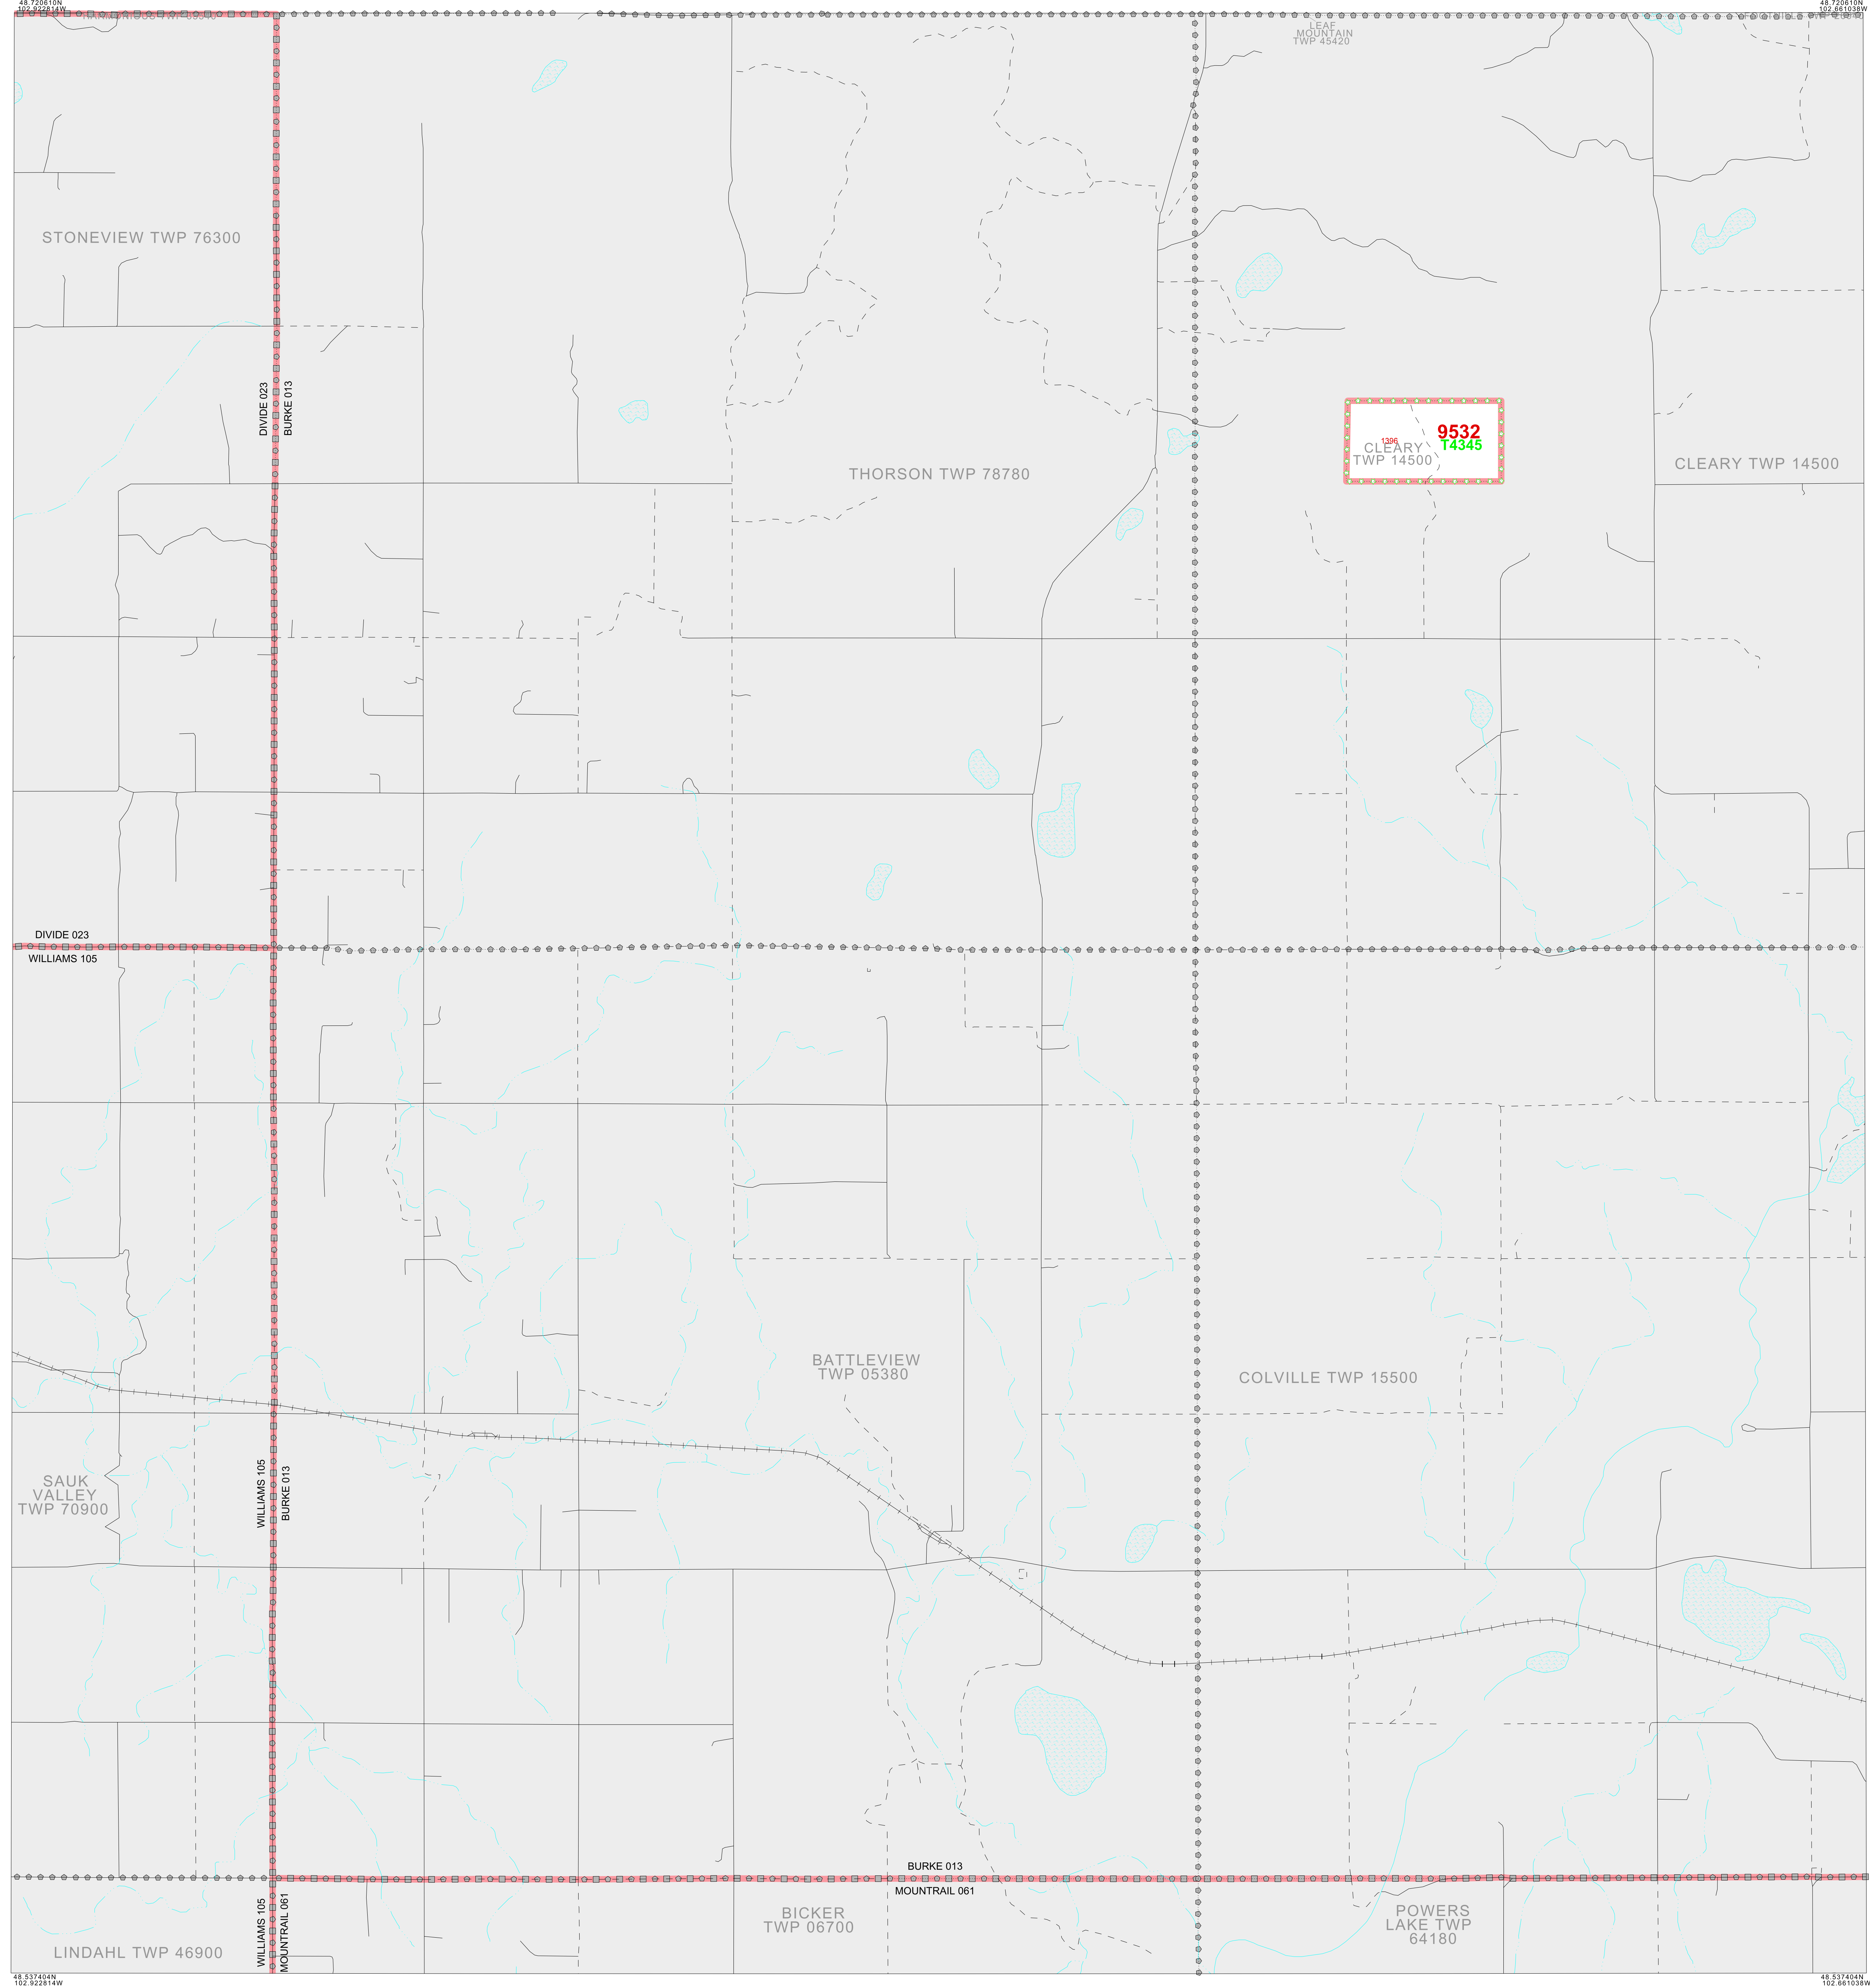 48.720610N
102.922814W
48.720610N
102.661038W
LEAF
MOUNTAIN
TWP 45420
STONEVIEW TWP 76300
DIVIDE 023
BURKE 013
THORSON TWP 78780
1396
9532
T4345
CLEARY
TWP 14500
CLEARY TWP 14500
DIVIDE 023
WILLIAMS 105
BATTLEVIEW
TWP 05380
COLVILLE TWP 15500
SAUK
VALLEY
TWP 70900
WILLIAMS 105
BURKE 013
BURKE 013
MOUNTRAIL 061
WILLIAMS 105
MOUNTRAIL 061
BICKER
TWP 06700
POWERS
LAKE TWP
64180
LINDAHL TWP 46900
48.537404N
102.922814W
48.537404N
102.661038W